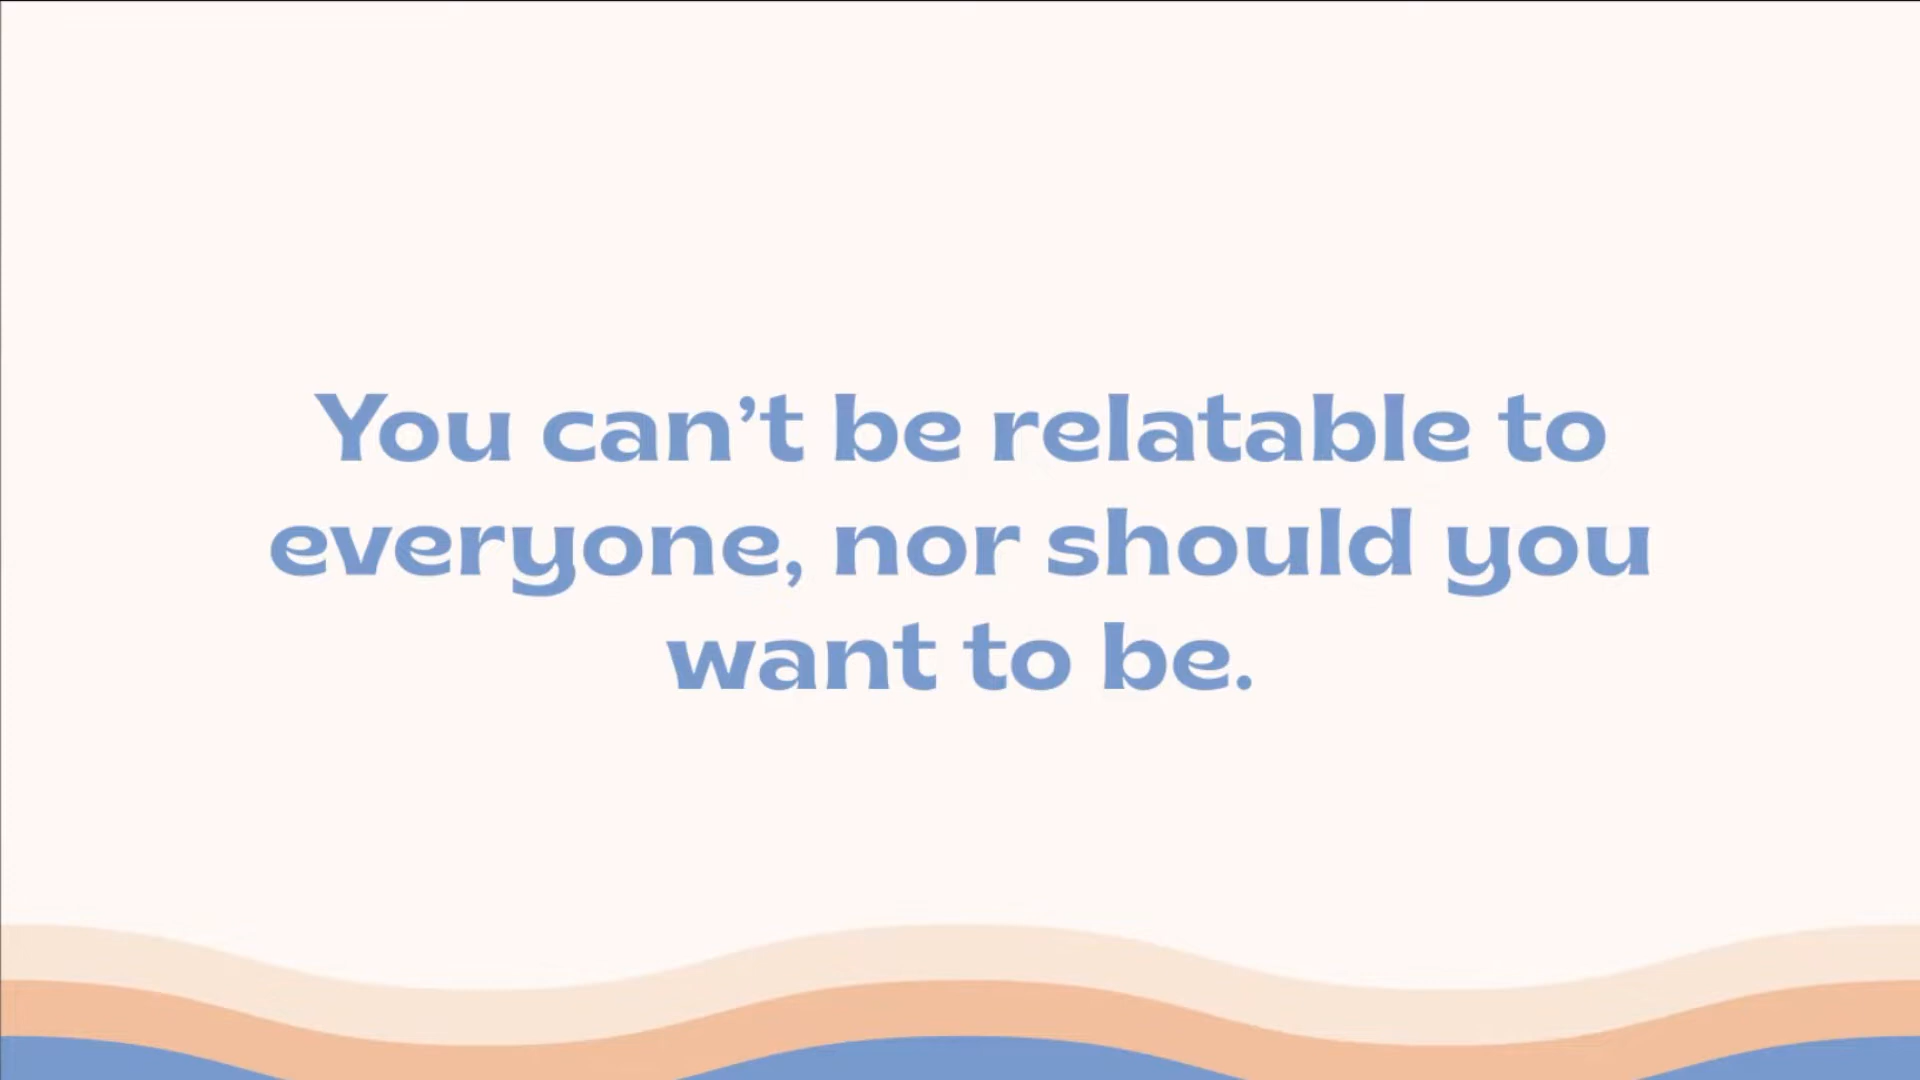 You can’t be relatable to
everyone, nor should you
want to be.